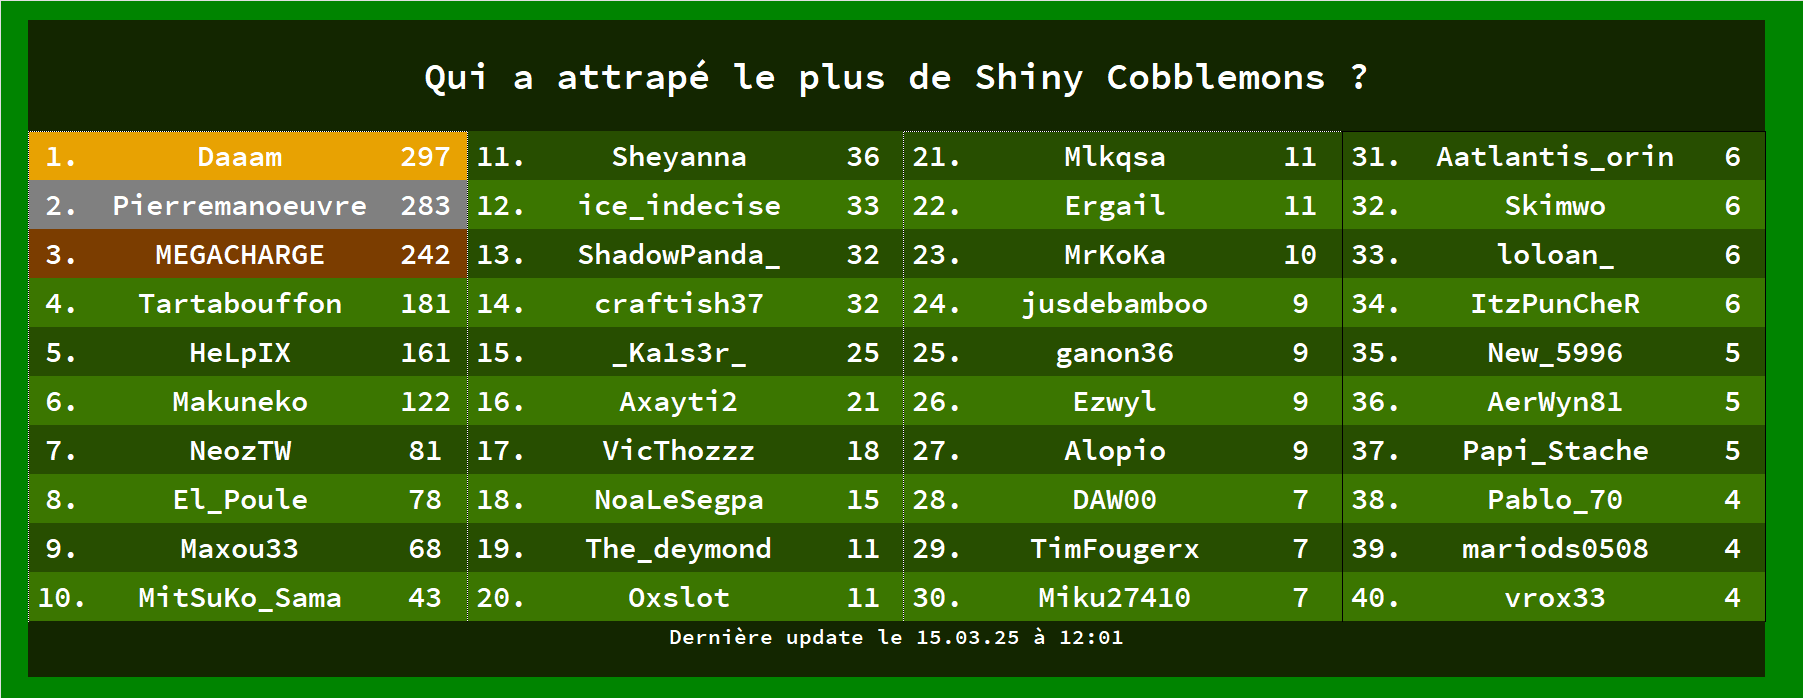 Qui a attrapé le plus de Shiny Cobblemons ?
1. Daaam 297 11. Sheyanna 36 21. Mlkqsa 11 31. Aatlantis_orin 6
2. Pierremanoeuvre 283 12. ice_indecise 33 22. Ergail 11 32. Skimwo 6
3. MEGACHARGE 242 13. ShadowPanda_ 32 23. MrKoKa 10 33. loloan_ 6
4. Tartabouffon 181 14. craftish37 32 24. jusdebamboo 9 34. ItzPunCheR 6
5. HeLpIX 161 15. _Ka1s3r_ 25 25. ganon36 9 35. New_5996 5
6. Makuneko 122 16. Axayti2 21 26. Ezwyl 9 36. AerWyn81 5
7. NeozTW 81 17. VicThozzz 18 27. Alopio 9 37. Papi_Stache 5
8. El_Poule 78 18. NoaLeSegpa 15 28. DAW00 7 38. Pablo_70 4
9. Maxou33 68 19. The_deymond 11 29. TimFougerx 7 39. mariods0508 4
10. MitSuKo_Sama 43 20. Oxslot 11 30. Miku27410 7 40. vrox33 4
Dernière update le 15.03.25 à 12:01